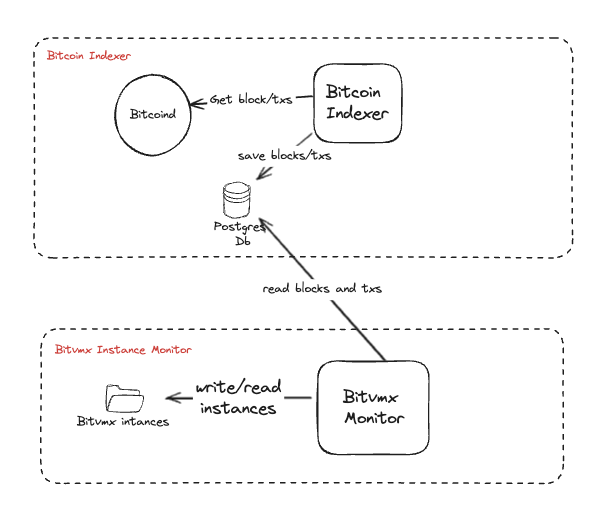 Bitcoin Indexer
Bitcoind
Get block/txs
Bitcoin
Indexer
save blocks/txs
Postgres
Db
read blocks and txs
Bitvmx Instance Monitor
Bitvmx intances
write/read
instances
Bitvmx
Monitor